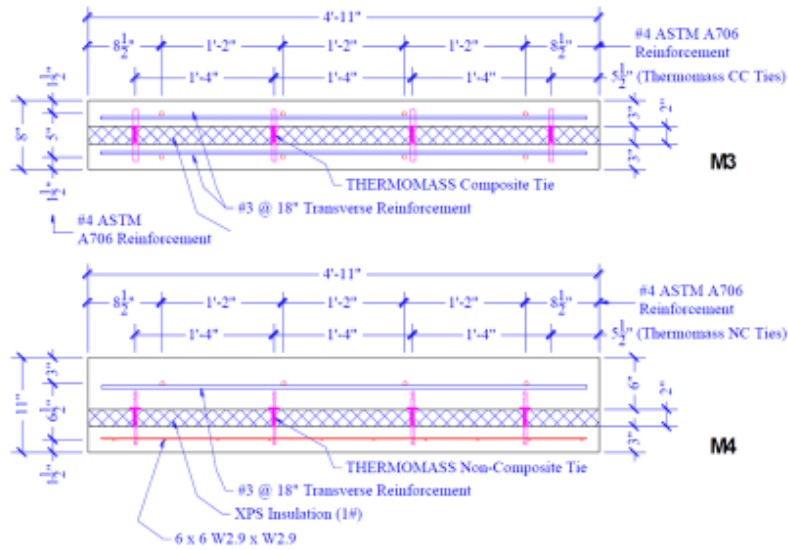 4'-11"
8½" 1'-2" 1'-2" 1'-2" 8½"
#4 ASTM A706
Reinforcement
1'-4" 1'-4" 1'-4" 5½" (Thermomass CC Ties)
1½"
8"
5"
1½"
3"
2"
3"
M3
THERMOMASS Composite Tie
#3 @ 18" Transverse Reinforcement
#4 ASTM
A706 Reinforcement
4'-11"
8½" 1'-2" 1'-2" 1'-2" 8½"
#4 ASTM A706
Reinforcement
1'-4" 1'-4" 1'-4" 5½" (Thermomass NC Ties)
3"
11"
6½"
1½"
6"
2"
3"
M4
THERMOMASS Non-Composite Tie
#3 @ 18" Transverse Reinforcement
XPS Insulation (1#)
6 x 6 W2.9 x W2.9